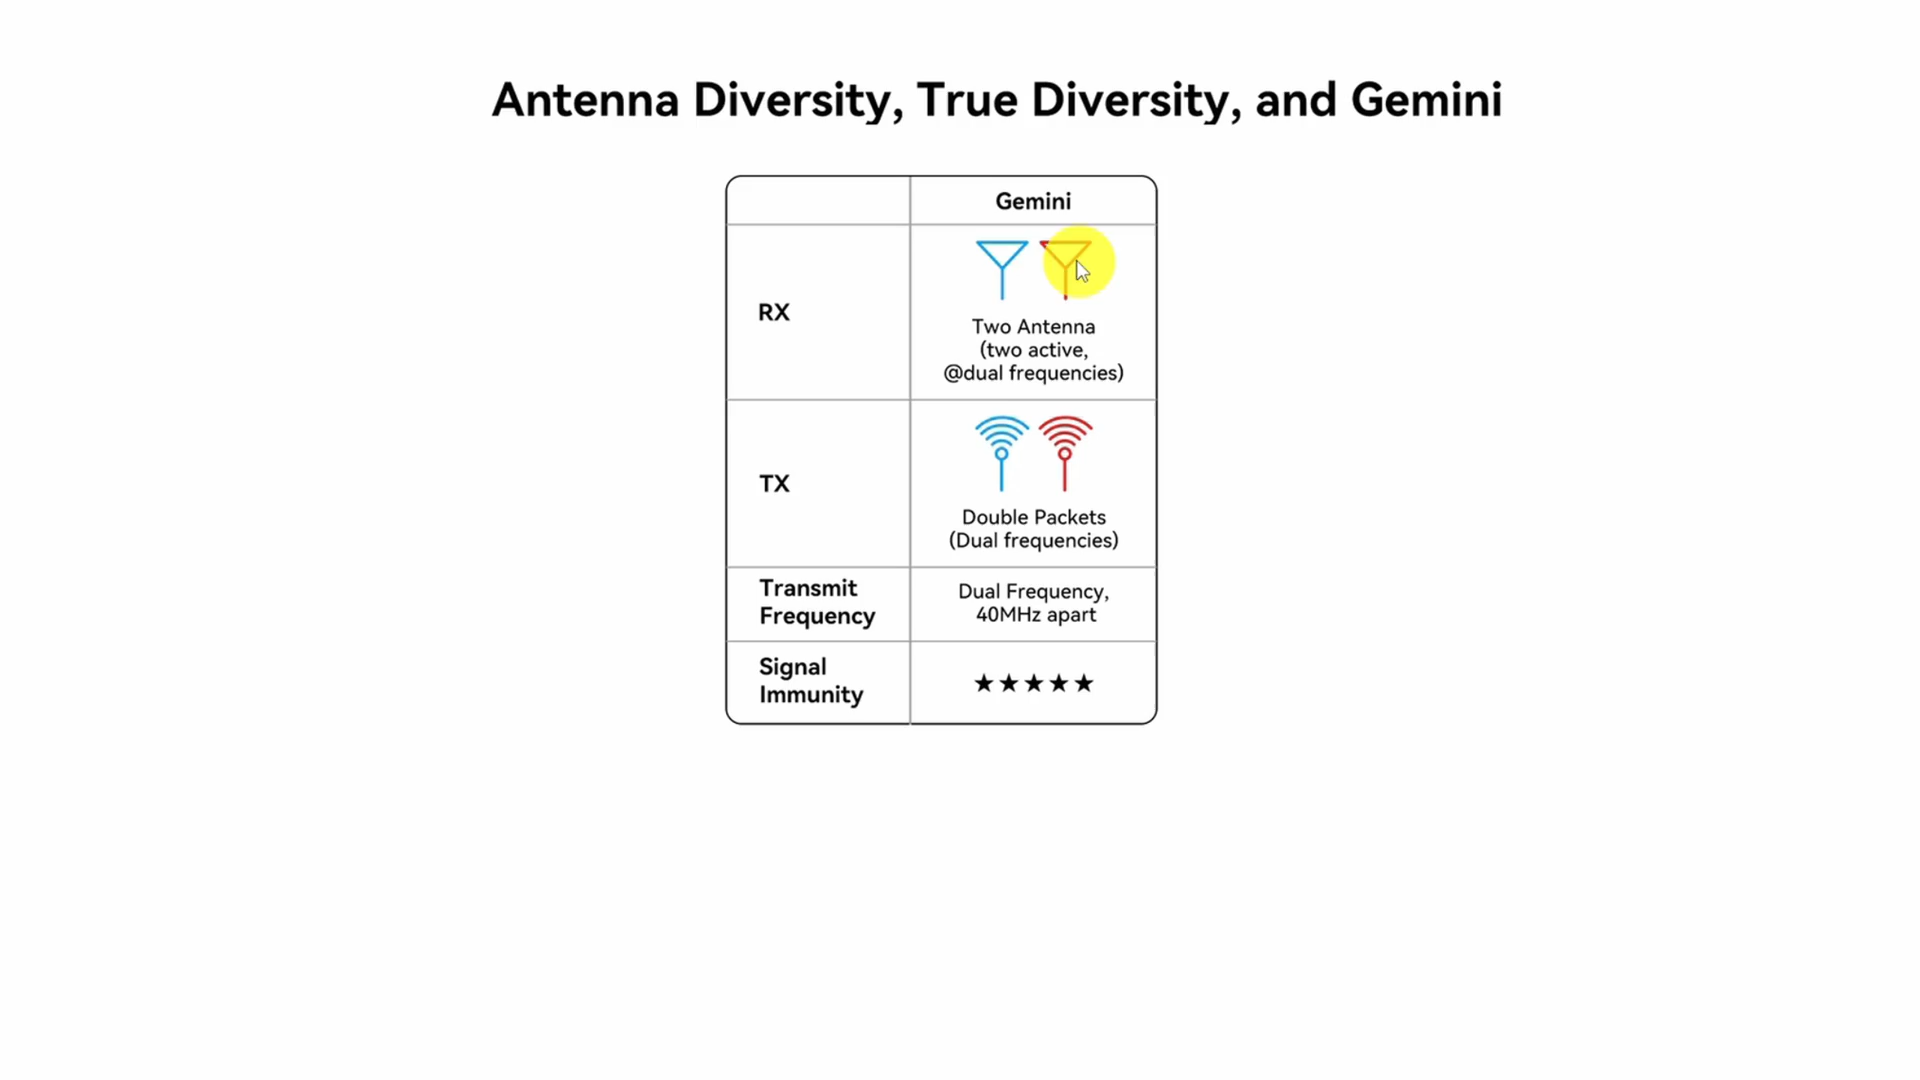 Antenna Diversity, True Diversity, and Gemini
Gemini
RX
Two Antenna
(two active,
@dual frequencies)
TX
Double Packets
(Dual frequencies)
Transmit
Frequency
Dual Frequency,
40MHz apart
Signal
Immunity
★★★★★